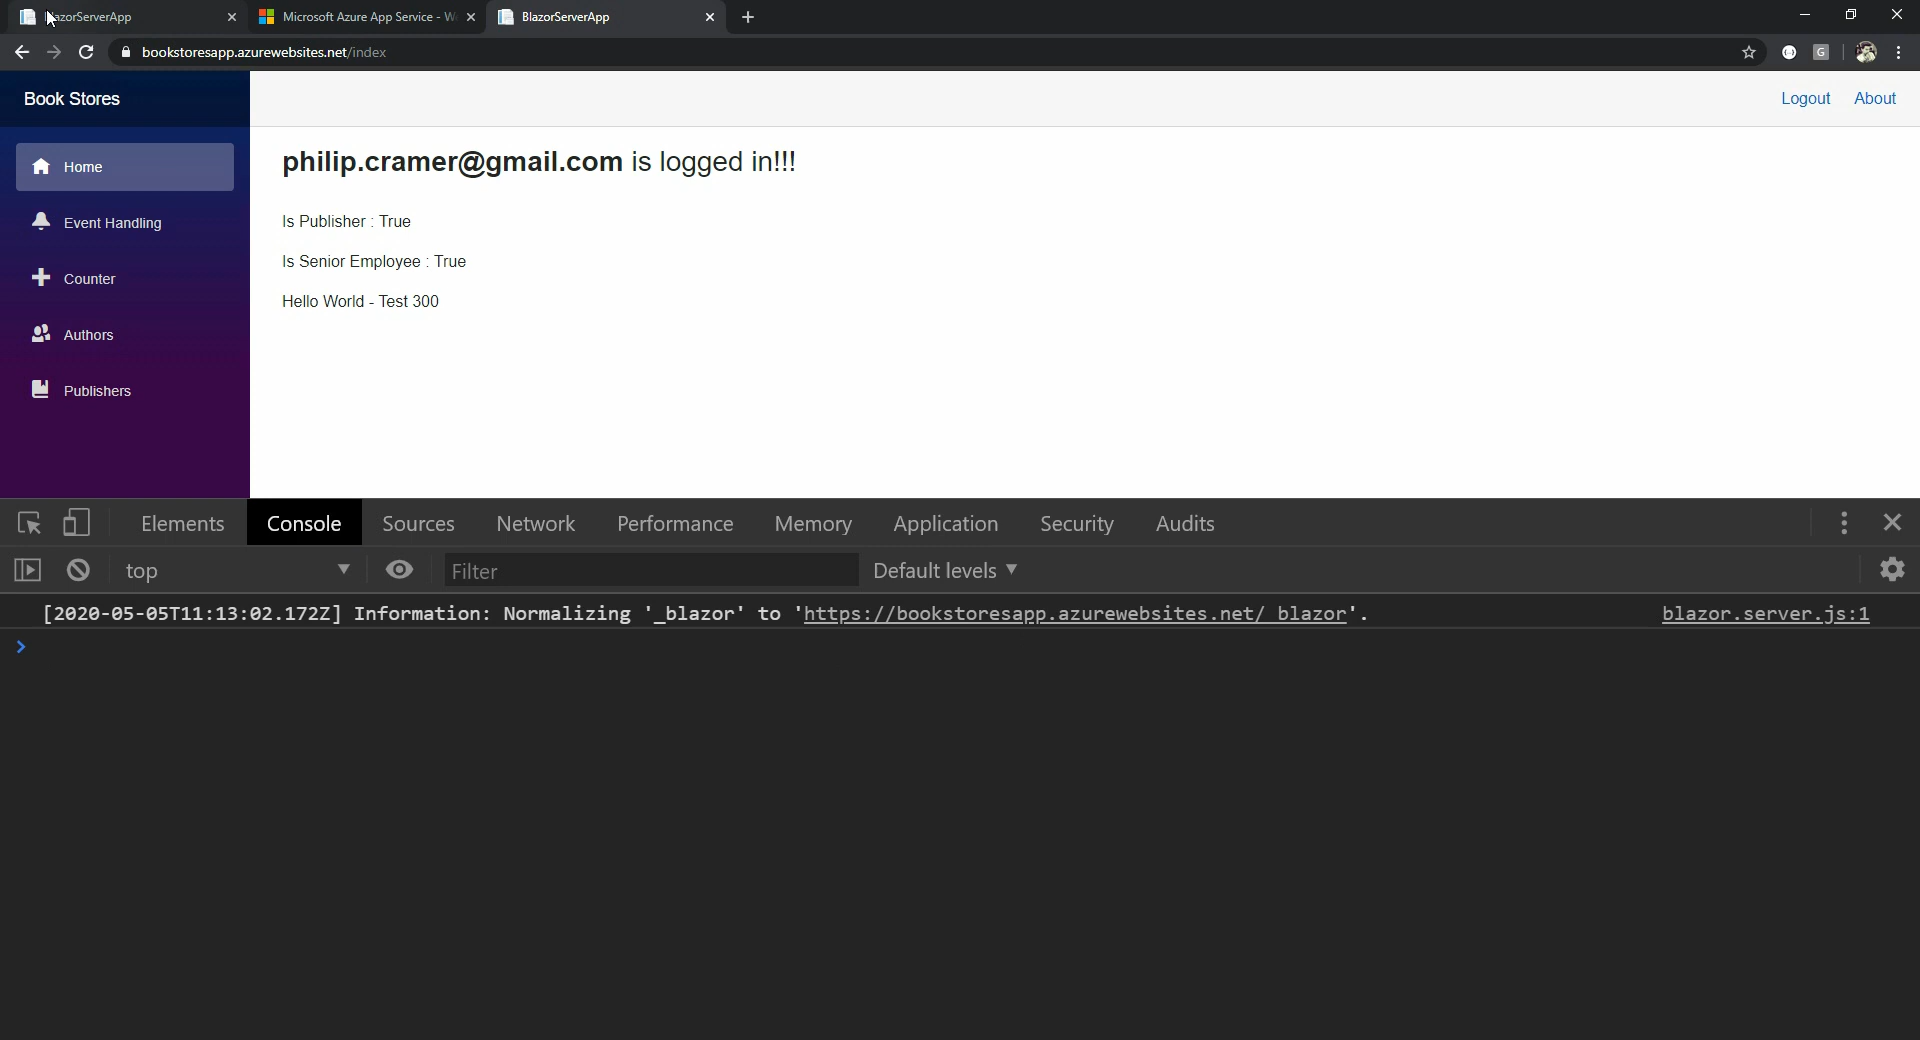 BlazorServerApp
Microsoft Azure App Service - W
BlazorServerApp
bookstoresapp.azurewebsites.net/index
G
Book Stores
Logout About
Home
Event Handling
Counter
Authors
Publishers
philip.cramer@gmail.com is logged in!!!
Is Publisher : True
Is Senior Employee : True
Hello World - Test 300
Elements Console Sources Network Performance Memory Application Security Audits
top Filter Default levels
[2020-05-05T11:13:02.172Z] Information: Normalizing '_blazor' to 'https://bookstoresapp.azurewebsites.net/_blazor'. blazor.server.js:1